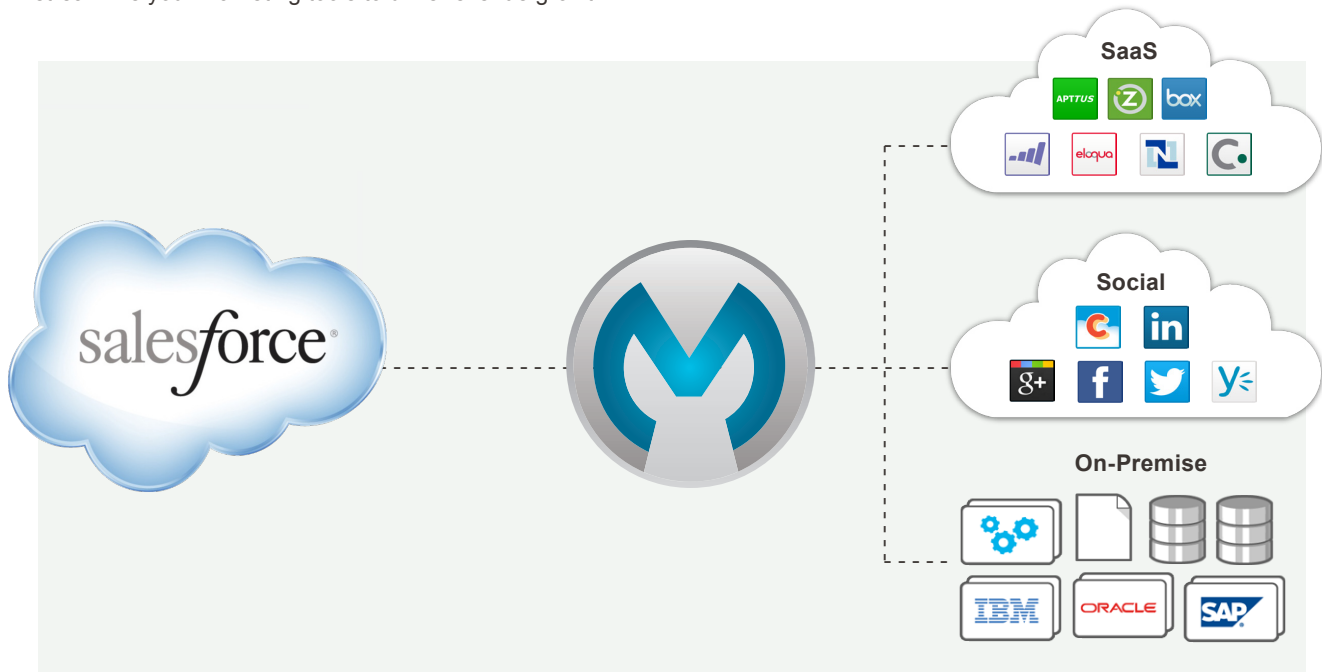 SaaS
APTTUS
Z
box
eloqua
N
C.
salesforce®
Social
C
in
g+
f
y
On-Premise
IBM
ORACLE
SAP